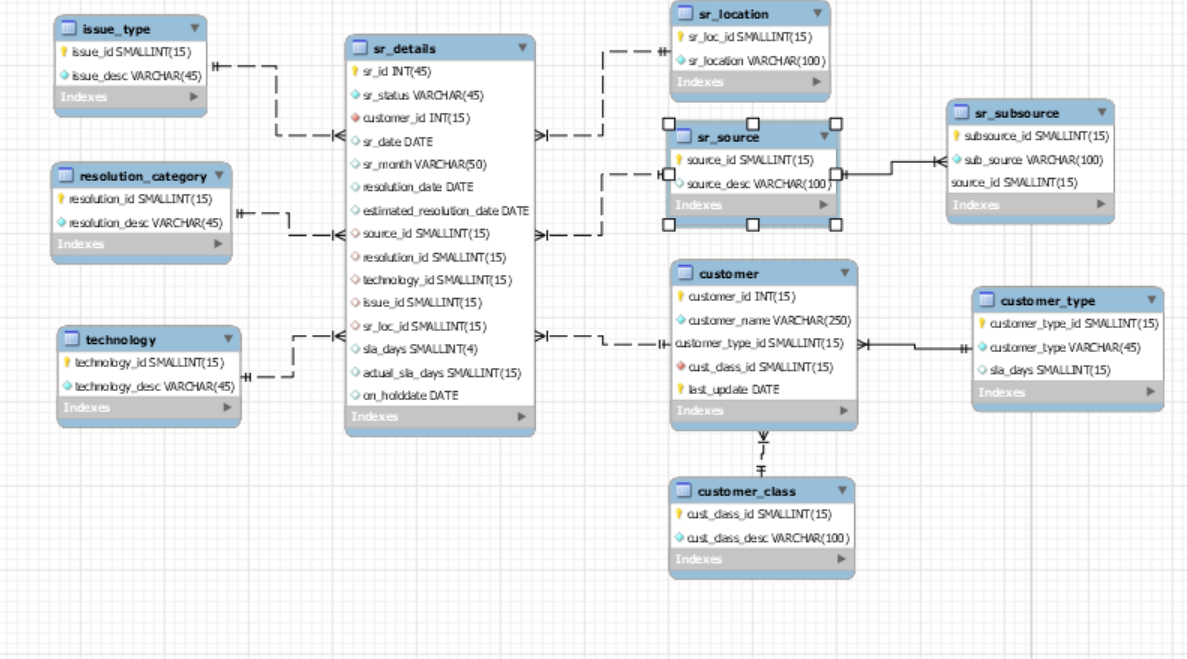 issue_type
issue_id SMALLINT(15)
issue_desc VARCHAR(45)
Indexes
resolution_category
resolution_id SMALLINT(15)
resolution_desc VARCHAR(45)
Indexes
technology
technology_id SMALLINT(15)
technology_desc VARCHAR(45)
Indexes
sr_details
sr_id INT(45)
sr_status VARCHAR(45)
customer_id INT(15)
sr_date DATE
sr_month VARCHAR(50)
resolution_date DATE
estimated_resolution_date DATE
source_id SMALLINT(15)
resolution_id SMALLINT(15)
technology_id SMALLINT(15)
issue_id SMALLINT(15)
sr_loc_id SMALLINT(15)
sla_days SMALLINT(4)
actual_sla_days SMALLINT(15)
on_holddate DATE
Indexes
sr_location
sr_loc_id SMALLINT(15)
sr_location VARCHAR(100)
Indexes
sr_source
source_id SMALLINT(15)
source_desc VARCHAR(100)
Indexes
sr_subsource
subsource_id SMALLINT(15)
sub_source VARCHAR(100)
source_id SMALLINT(15)
Indexes
customer
customer_id INT(15)
customer_name VARCHAR(250)
customer_type_id SMALLINT(15)
cust_class_id SMALLINT(15)
last_update DATE
Indexes
customer_type
customer_type_id SMALLINT(15)
customer_type VARCHAR(45)
sla_days SMALLINT(15)
Indexes
customer_class
cust_class_id SMALLINT(15)
cust_class_desc VARCHAR(100)
Indexes